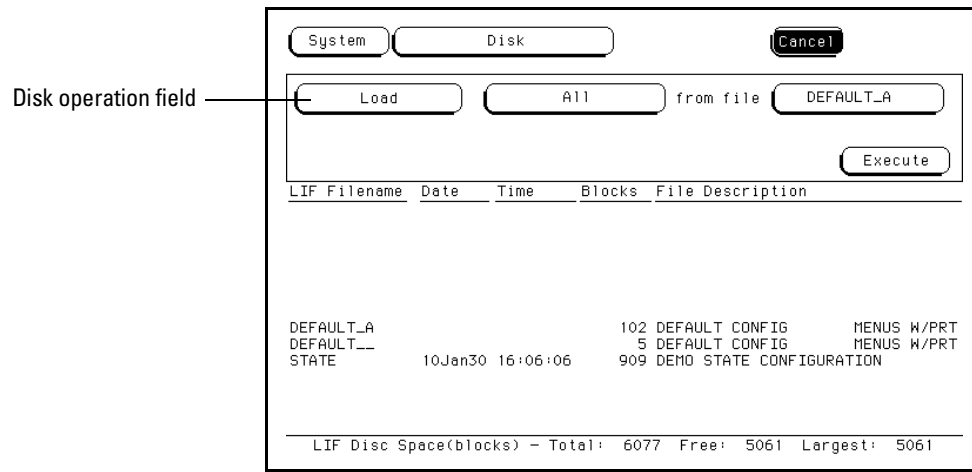 System Disk Cancel
Disk operation field
Load All from file DEFAULT_A
Execute
LIF Filename Date Time Blocks File Description
DEFAULT_A 102 DEFAULT CONFIG MENUS W/PRT
DEFAULT__ 5 DEFAULT CONFIG MENUS W/PRT
STATE 10Jan30 16:06:06 909 DEMO STATE CONFIGURATION
LIF Disc Space(blocks) – Total: 6077 Free: 5061 Largest: 5061